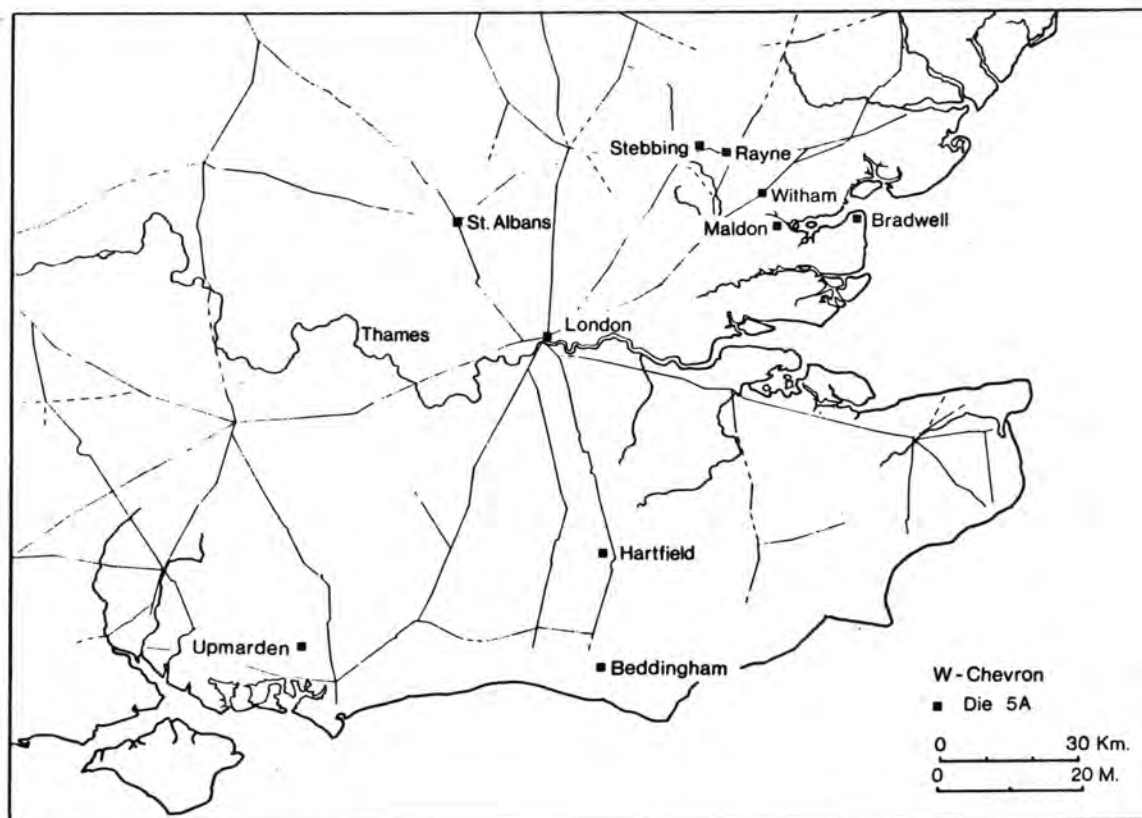 Stebbing
Rayne
Witham
St. Albans
Maldon
Bradwell
Thames
London
Hartfield
Upmarden
Beddingham
W-Chevron
Die 5A
0 30 Km.
0 20 M.